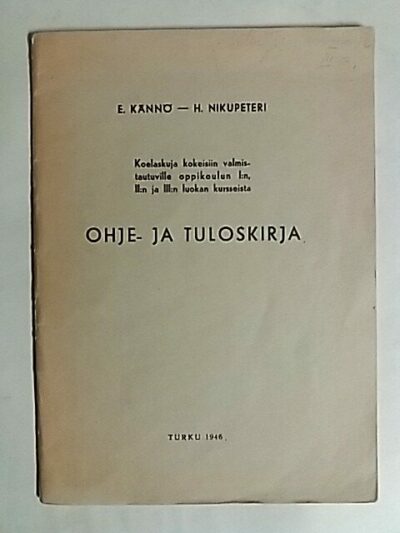 E. KÄNNÖ — H. NIKUPETERI
Koelaskuja kokeisiin valmis-
tautuville oppikoulun I:n,
II:n ja III:n luokan kursseista
OHJE- JA TULOSKIRJA
TURKU 1946.